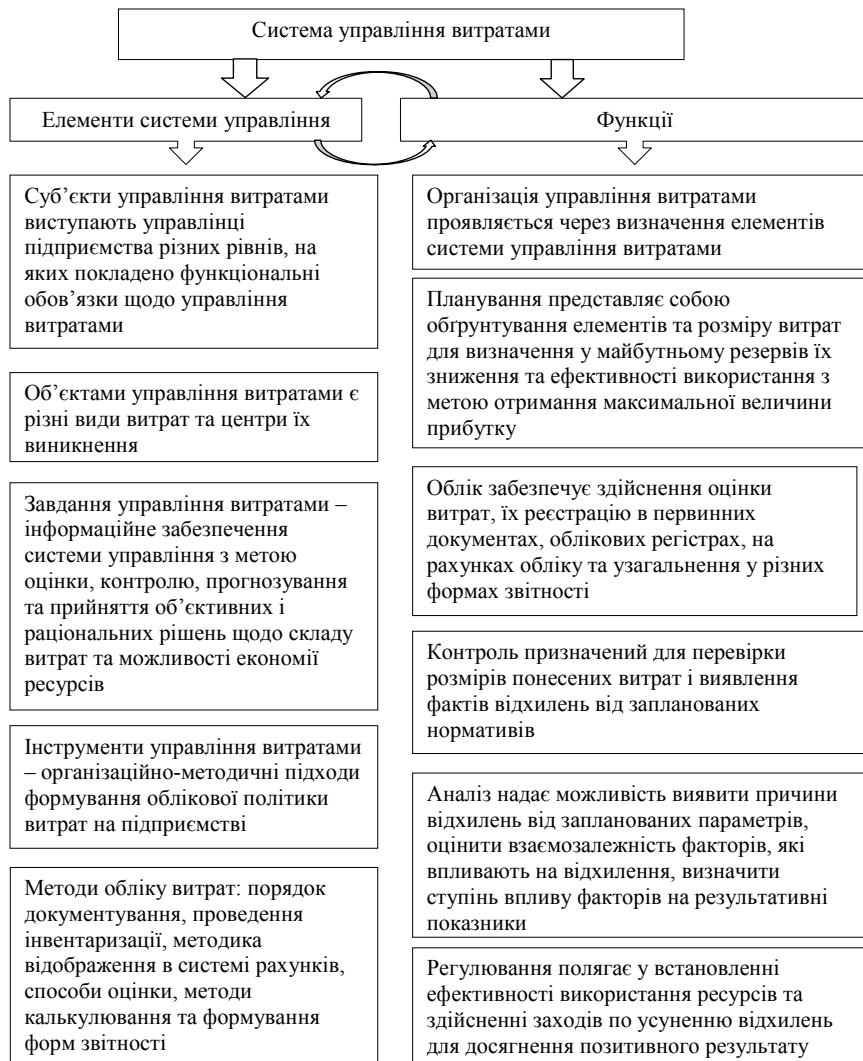 Система управління витратами
Елементи системи управління
Функції
Суб’єкти управління витратами
виступають управлінці
підприємства різних рівнів, на
яких покладено функціональні
обов’язки щодо управління
витратами
Об’єктами управління витратами є
різні види витрат та центри їх
виникнення
Завдання управління витратами –
інформаційне забезпечення
системи управління з метою
оцінки, контролю, прогнозування
та прийняття об’єктивних і
раціональних рішень щодо складу
витрат та можливості економії
ресурсів
Інструменти управління витратами
– організаційно-методичні підходи
формування облікової політики
витрат на підприємстві
Методи обліку витрат: порядок
документування, проведення
інвентаризації, методика
відображення в системі рахунків,
способи оцінки, методи
калькулювання та формування
форм звітності
Організація управління витратами
проявляється через визначення елементів
системи управління витратами
Планування представляє собою
обґрунтування елементів та розміру витрат
для визначення у майбутньому резервів їх
зниження та ефективності використання з
метою отримання максимальної величини
прибутку
Облік забезпечує здійснення оцінки
витрат, їх реєстрацію в первинних
документах, облікових регістрах, на
рахунках обліку та узагальнення у різних
формах звітності
Контроль призначений для перевірки
розмірів понесених витрат і виявлення
фактів відхилень від запланованих
нормативів
Аналіз надає можливість виявити причини
відхилень від запланованих параметрів,
оцінити взаємозалежність факторів, які
впливають на відхилення, визначити
ступінь впливу факторів на результативні
показники
Регулювання полягає у встановленні
ефективності використання ресурсів та
здійсненні заходів по усуненню відхилень
для досягнення позитивного результату